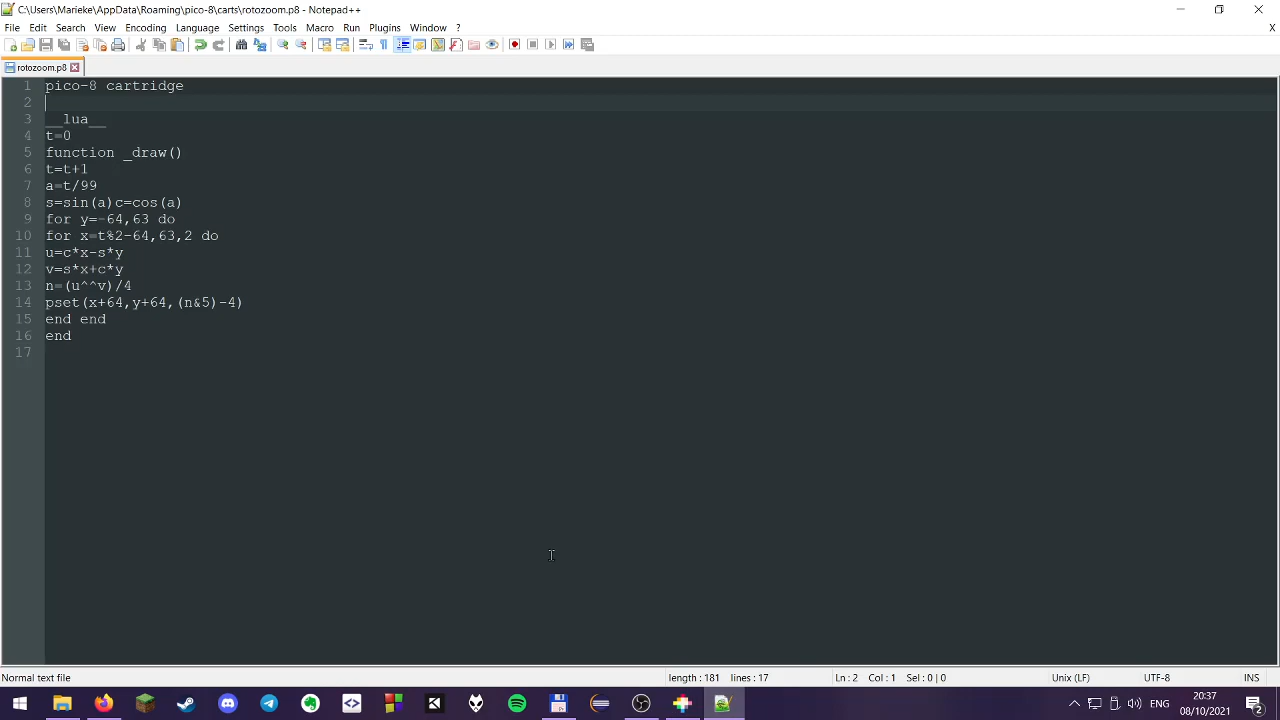 C:\Users\Marieke\AppData\Roaming\pico-8\carts\rotozoom.p8 - Notepad++
File Edit Search View Encoding Language Settings Tools Macro Run Plugins Window ? X
rotozoom.p8
1 pico-8 cartridge
2
3 __lua__
4 t=0
5 function _draw()
6 t=t+1
7 a=t/99
8 s=sin(a)c=cos(a)
9 for y=-64,63 do
10 for x=t%2-64,63,2 do
11 u=c*x-s*y
12 v=s*x+c*y
13 n=(u^^v)/4
14 pset(x+64,y+64,(n&5)-4)
15 end end
16 end
17
Normal text file length : 181 lines : 17 Ln : 2 Col : 1 Sel : 0 | 0 Unix (LF) UTF-8 INS
ENG 20:37
08/10/2021 2